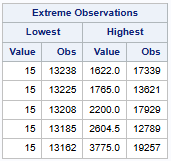 Extreme Observations
Lowest Highest
Value Obs Value Obs
15 13238 1622.0 17339
15 13225 1765.0 13621
15 13208 2200.0 17929
15 13185 2604.5 12789
15 13162 3775.0 19257